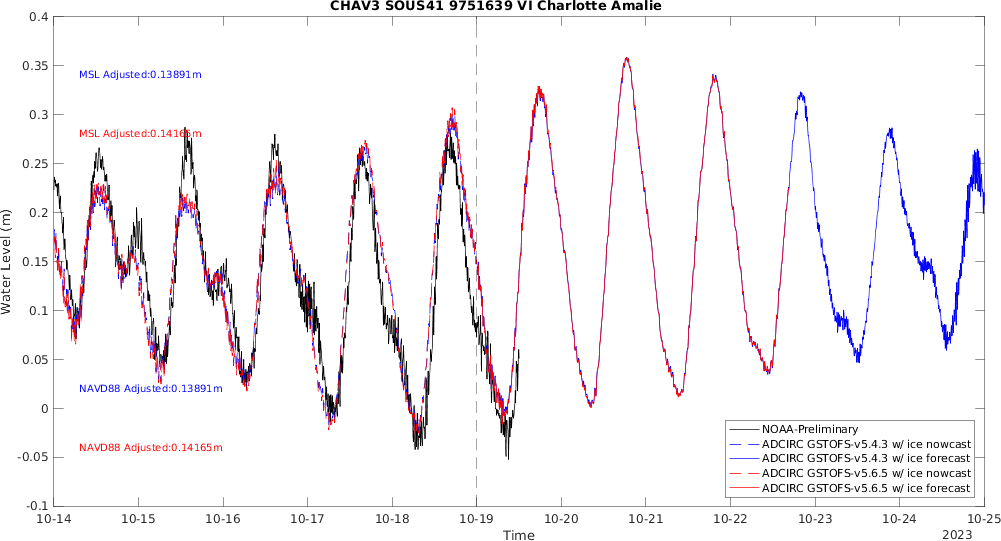 CHAV3 SOUS41 9751639 VI Charlotte Amalie
0.4
0.35
0.3
0.25
0.2
0.15
0.1
0.05
0
-0.05
-0.1
Water Level (m)
MSL Adjusted:0.13891m
MSL Adjusted:0.14165m
NAVD88 Adjusted:0.13891m
NAVD88 Adjusted:0.14165m
NOAA-Preliminary
ADCIRC GSTOFS-v5.4.3 w/ ice nowcast
ADCIRC GSTOFS-v5.4.3 w/ ice forecast
ADCIRC GSTOFS-v5.6.5 w/ ice nowcast
ADCIRC GSTOFS-v5.6.5 w/ ice forecast
10-14 10-15 10-16 10-17 10-18 10-19 10-20 10-21 10-22 10-23 10-24 10-25
Time
2023